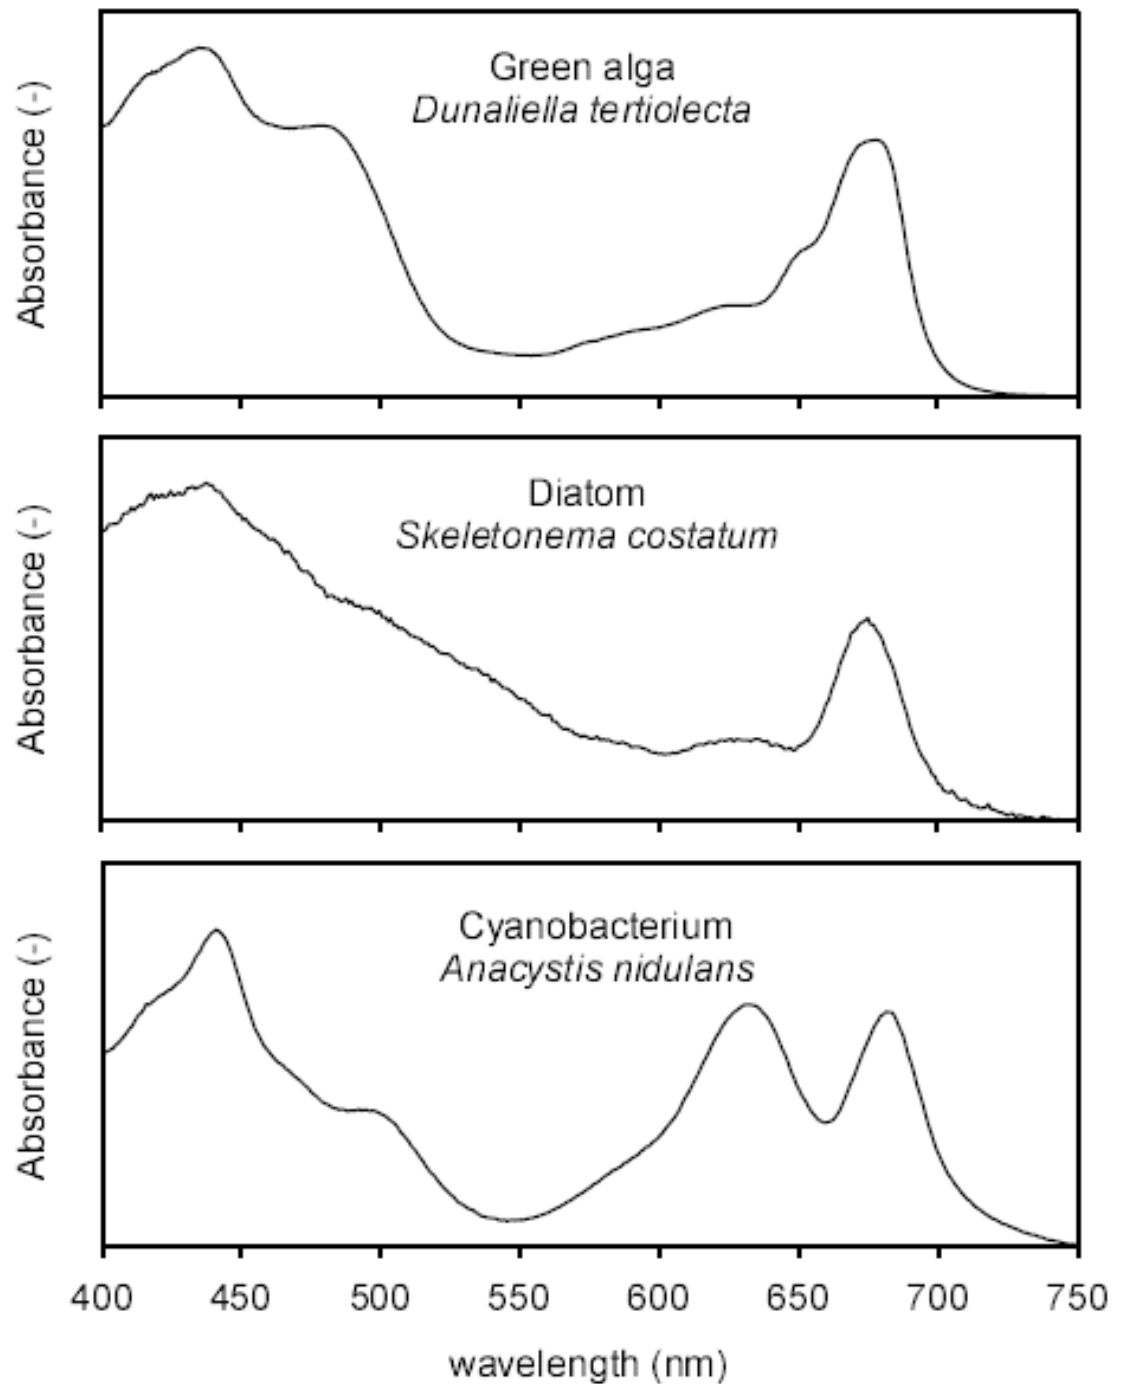 Absorbance (-)
Green alga
Dunaliella tertiolecta
Absorbance (-)
Diatom
Skeletonema costatum
Absorbance (-)
Cyanobacterium
Anacystis nidulans
400 450 500 550 600 650 700 750
wavelength (nm)